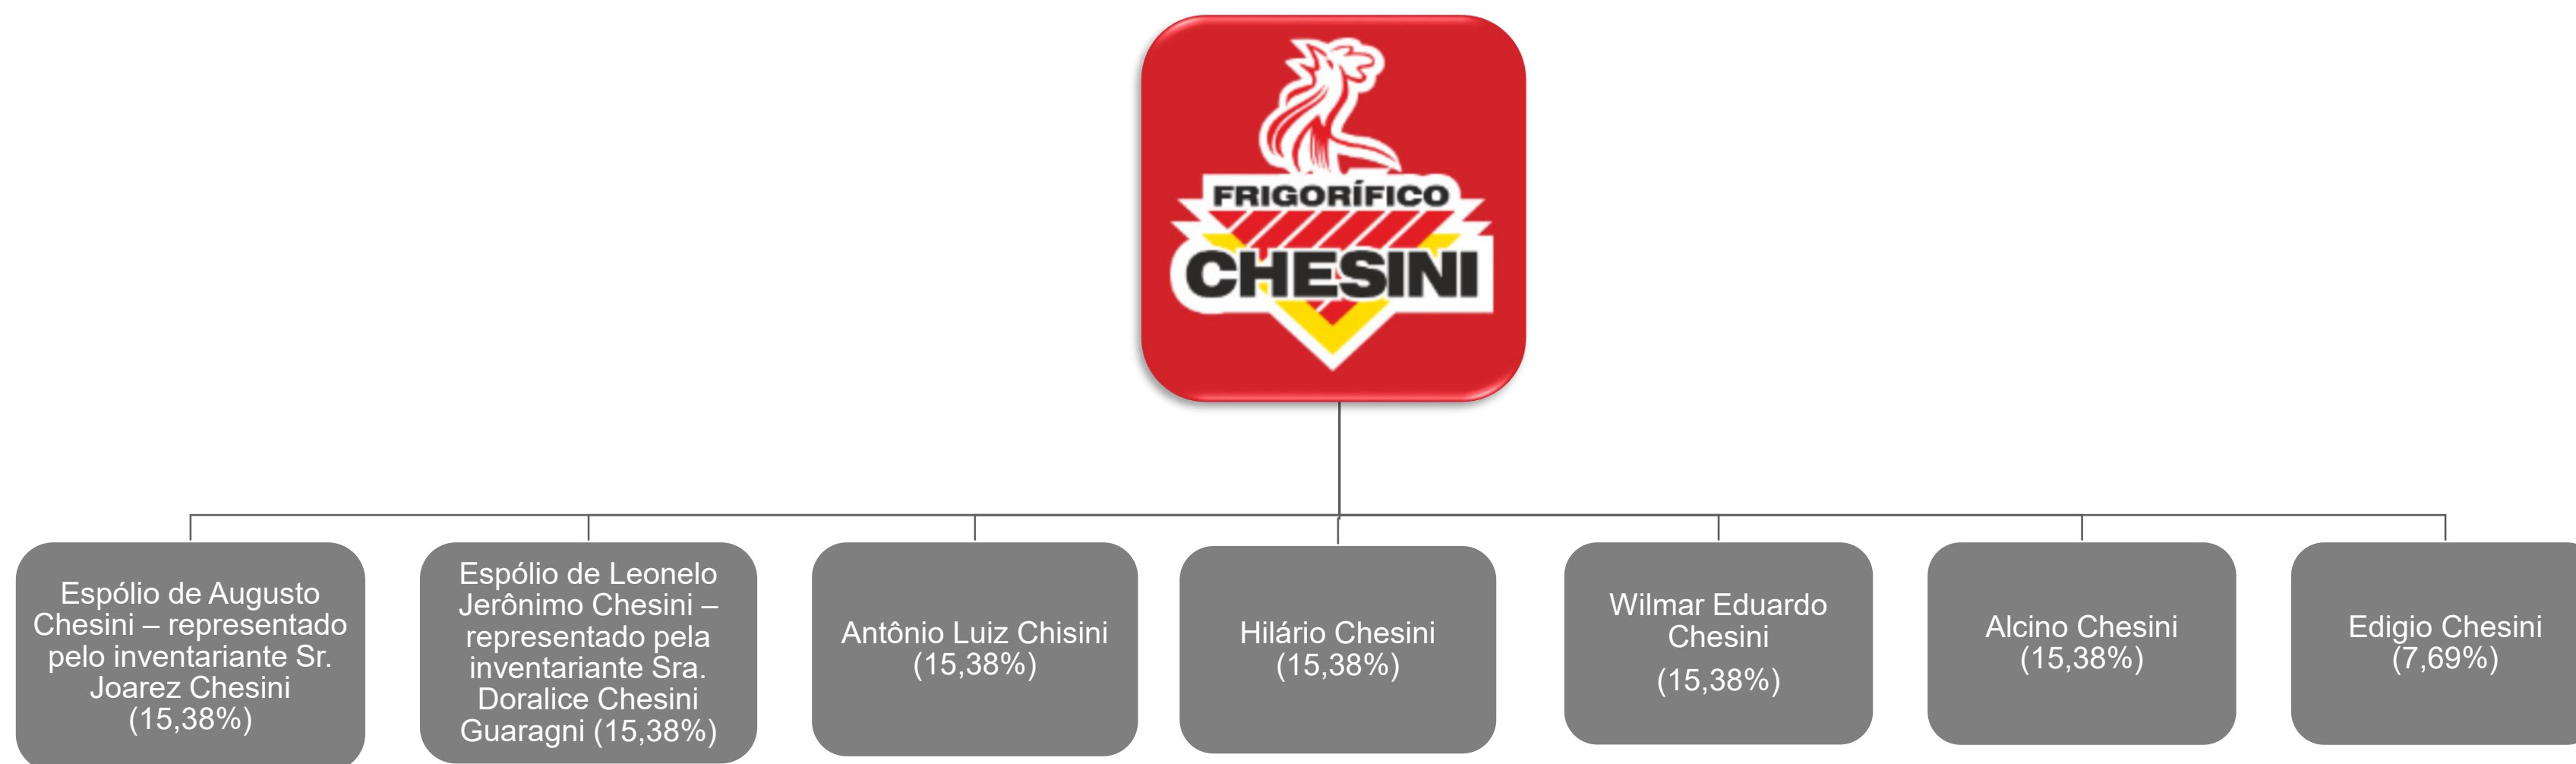 FRIGORÍFICO
CHESINI
Espólio de Augusto
Chesini – representado
pelo inventariante Sr.
Joarez Chesini
(15,38%)
Espólio de Leonelo
Jerônimo Chesini –
representado pela
inventariante Sra.
Doralice Chesini
Guaragni (15,38%)
Antônio Luiz Chisini
(15,38%)
Hilário Chesini
(15,38%)
Wilmar Eduardo
Chesini
(15,38%)
Alcino Chesini
(15,38%)
Edigio Chesini
(7,69%)